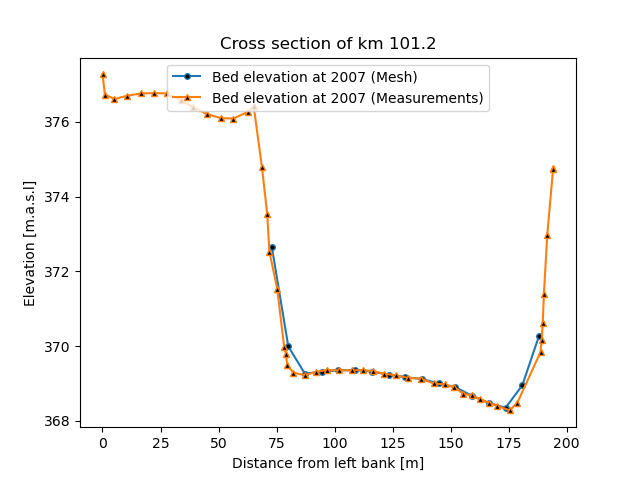 Cross section of km 101.2
Bed elevation at 2007 (Mesh)
Bed elevation at 2007 (Measurements)
Elevation [m.a.s.l]
376
374
372
370
368
0 25 50 75 100 125 150 175 200
Distance from left bank [m]